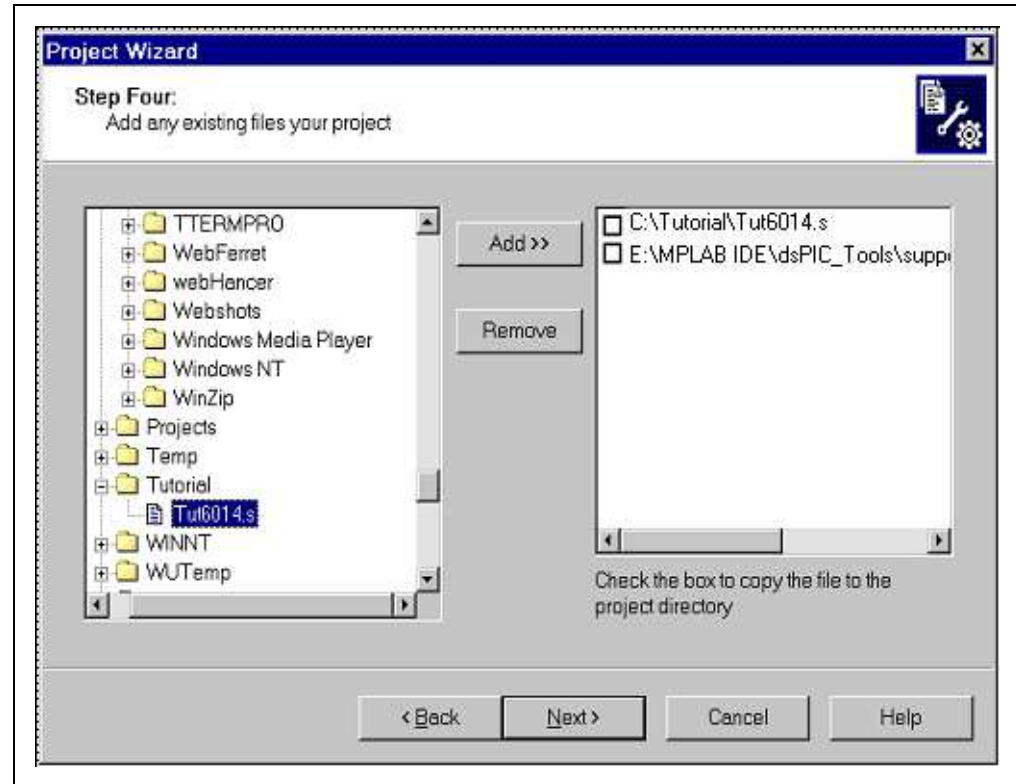 Project Wizard
Step Four:
Add any existing files your project
TTERMPRO
WebFerret
webHancer
Webshots
Windows Media Player
Windows NT
WinZip
Projects
Temp
Tutorial
Tut6014.s
WINNT
WUTemp
Add >>
Remove
C:\Tutorial\Tut6014.s
E:\MPLAB IDE\dsPIC_Tools\supp
Check the box to copy the file to the
project directory
< Back
Next >
Cancel
Help